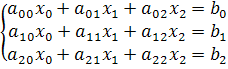 a₀₀x₀ + a₀₁x₁ + a₀₂x₂ = b₀
a₁₀x₀ + a₁₁x₁ + a₁₂x₂ = b₁
a₂₀x₀ + a₂₁x₁ + a₂₂x₂ = b₂